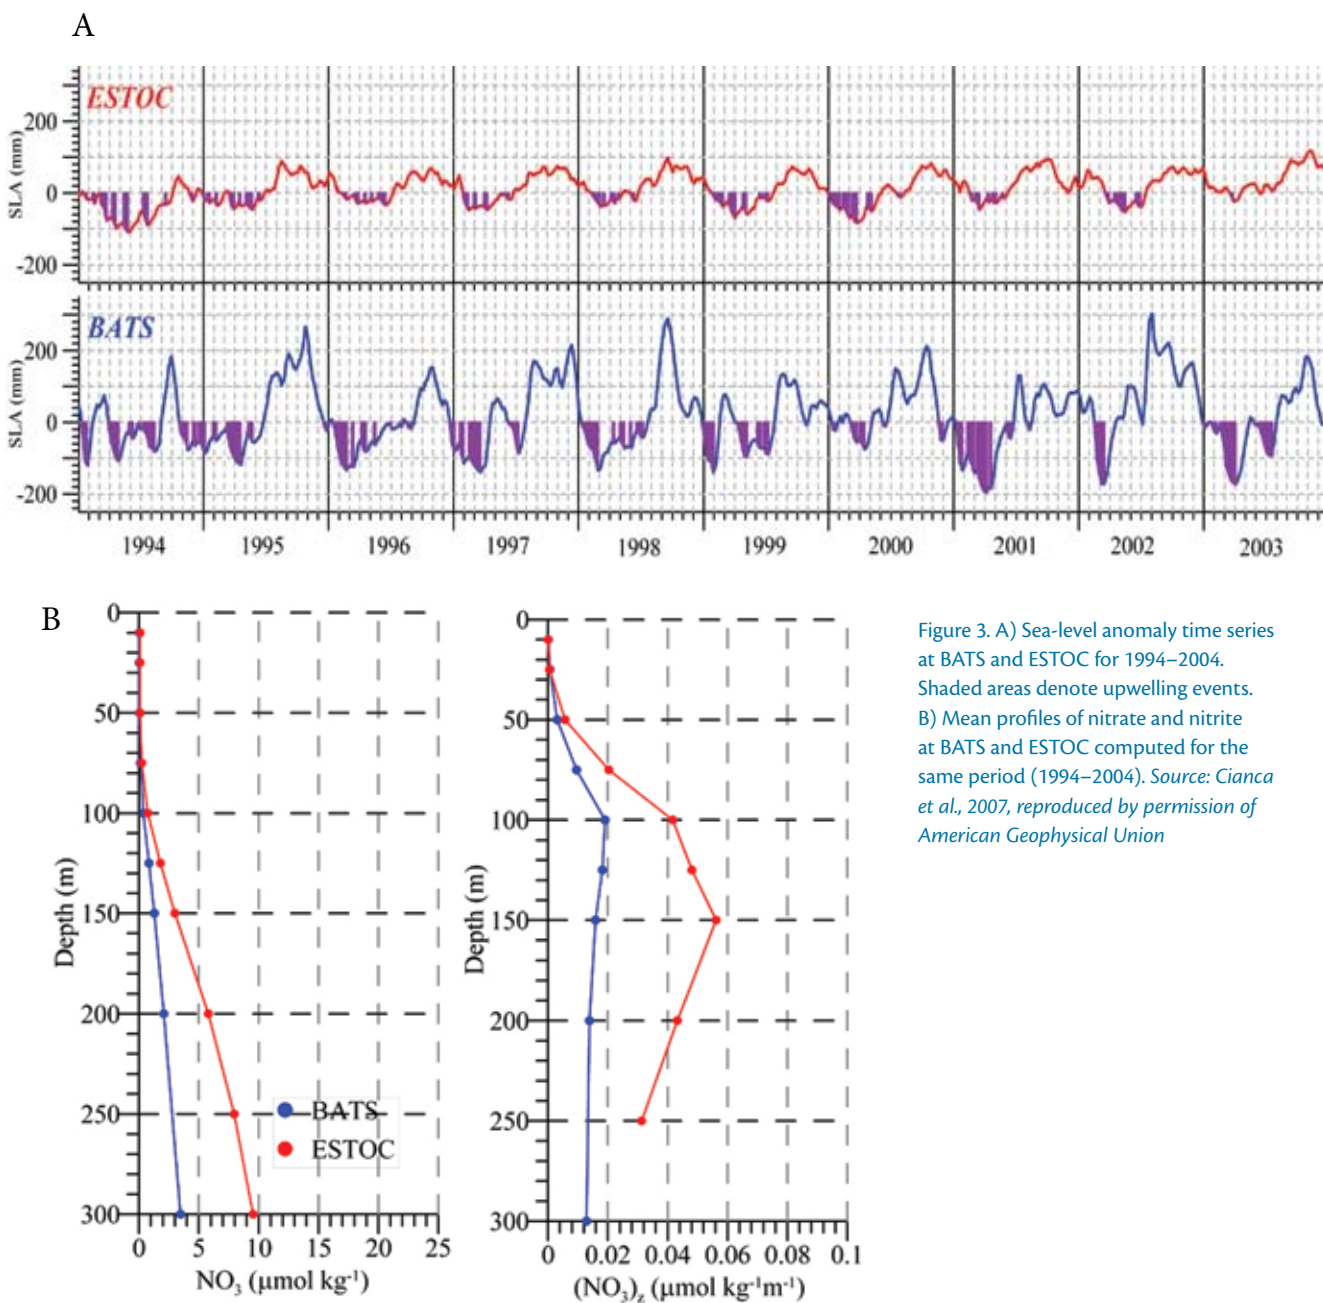 A
ESTOC
200
0
-200
SLA (mm)
BATS
200
0
-200
SLA (mm)
1994 1995 1996 1997 1998 1999 2000 2001 2002 2003
B
0
50
100
150
200
250
300
Depth (m)
BATS
ESTOC
0 5 10 15 20 25
NO₃ (μmol kg⁻¹)
0
50
100
150
200
250
300
Depth (m)
0 0.02 0.04 0.06 0.08 0.1
(NO₃)z (μmol kg⁻¹m⁻¹)
Figure 3. A) Sea-level anomaly time series
at BATS and ESTOC for 1994–2004.
Shaded areas denote upwelling events.
B) Mean profiles of nitrate and nitrite
at BATS and ESTOC computed for the
same period (1994–2004). Source: Cianca
et al., 2007, reproduced by permission of
American Geophysical Union